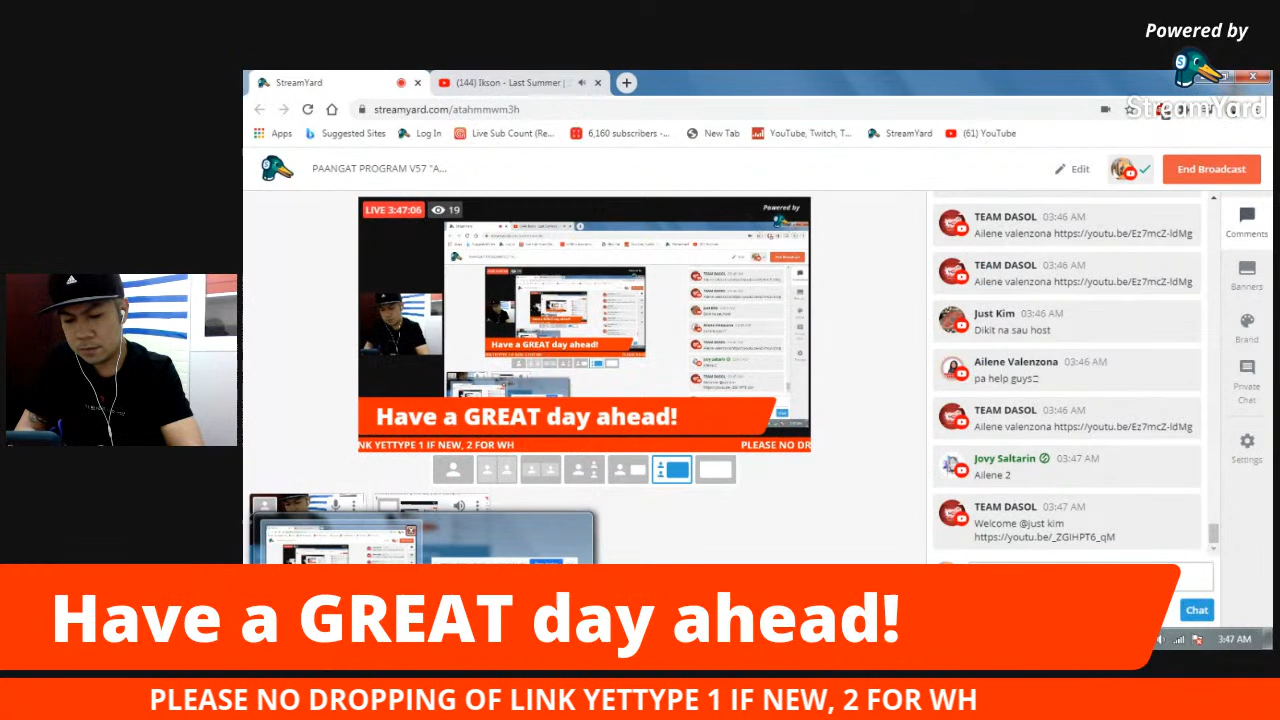 Powered by
StreamYard
StreamYard
(144) Ikson - Last Summer |
streamyard.com/atahmmwm3h
Apps
Suggested Sites
Log In
Live Sub Count (Re...
6,160 subscribers -...
New Tab
YouTube, Twitch, T...
StreamYard
(61) YouTube
PAANGAT PROGRAM V57 "A...
Edit
End Broadcast
LIVE 3:47:06
19
Powered by
Have a GREAT day ahead!
Have a GREAT day ahead!
NK YETTYPE 1 IF NEW, 2 FOR WH
PLEASE NO DR
TEAM DASOL 03:46 AM
Ailene valenzona https://youtu.be/Ez7mcZ-ldMg
TEAM DASOL 03:46 AM
Ailene valenzona https://youtu.be/Ez7mcZ-ldMg
Just Kim 03:46 AM
Dikit na sau host
Ailene Valenzona 03:46 AM
pa help guys
TEAM DASOL 03:46 AM
Ailene valenzona https://youtu.be/Ez7mcZ-ldMg
Jovy Saltarin 03:47 AM
Ailene 2
TEAM DASOL 03:47 AM
Welcome @just kim
https://youtu.be/_ZGIHPT6_qM
Comments
Banners
Brand
Private
Chat
Settings
Chat
3:47 AM
Have a GREAT day ahead!
PLEASE NO DROPPING OF LINK YETTYPE 1 IF NEW, 2 FOR WH